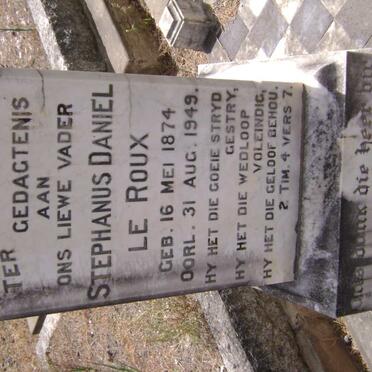 TER GEDAGTENIS
AAN
ONS LIEWE VADER
STEPHANUS DANIEL
LE ROUX
GEB. 16 MEI 1874
OORL. 31 AUG. 1949.
HY HET DIE GOEIE STRYD
GESTRY,
HY HET DIE WEDLOOP
VOLEINDIG,
HY HET DIE GELOOF BEHOU.
2 TIM. 4 VERS 7.
die